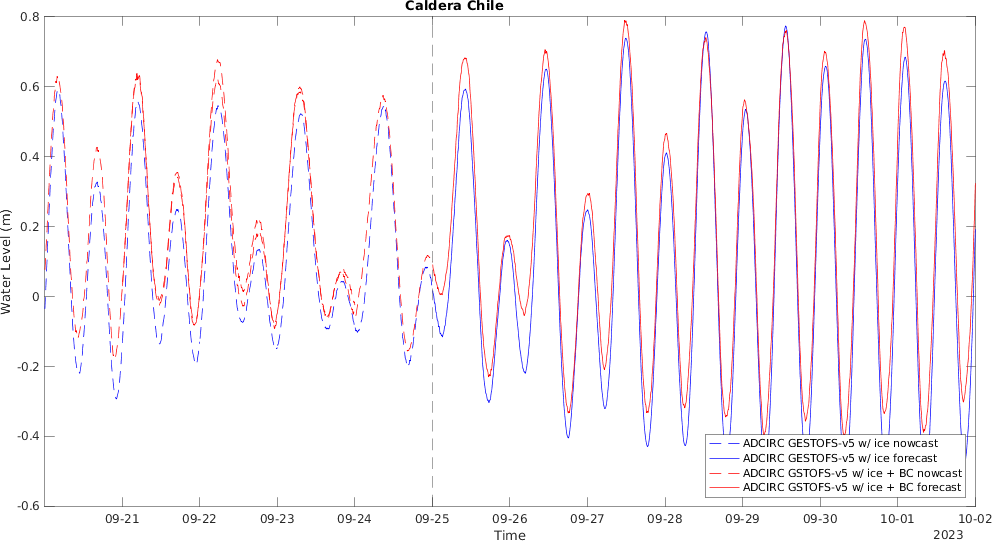 Caldera Chile
0.8
0.6
0.4
0.2
0
-0.2
-0.4
-0.6
Water Level (m)
ADCIRC GESTOFS-v5 w/ ice nowcast
ADCIRC GESTOFS-v5 w/ ice forecast
ADCIRC GSTOFS-v5 w/ ice + BC nowcast
ADCIRC GSTOFS-v5 w/ ice + BC forecast
09-21 09-22 09-23 09-24 09-25 09-26 09-27 09-28 09-29 09-30 10-01 10-02
Time
2023